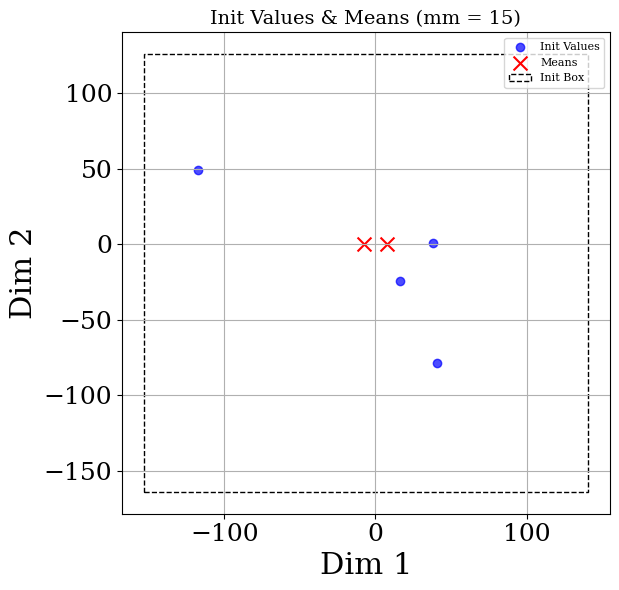 Init Values & Means (mm = 15)
Init Values
Means
Init Box
100
50
0
−50
−100
−150
Dim 2
−100
0
100
Dim 1